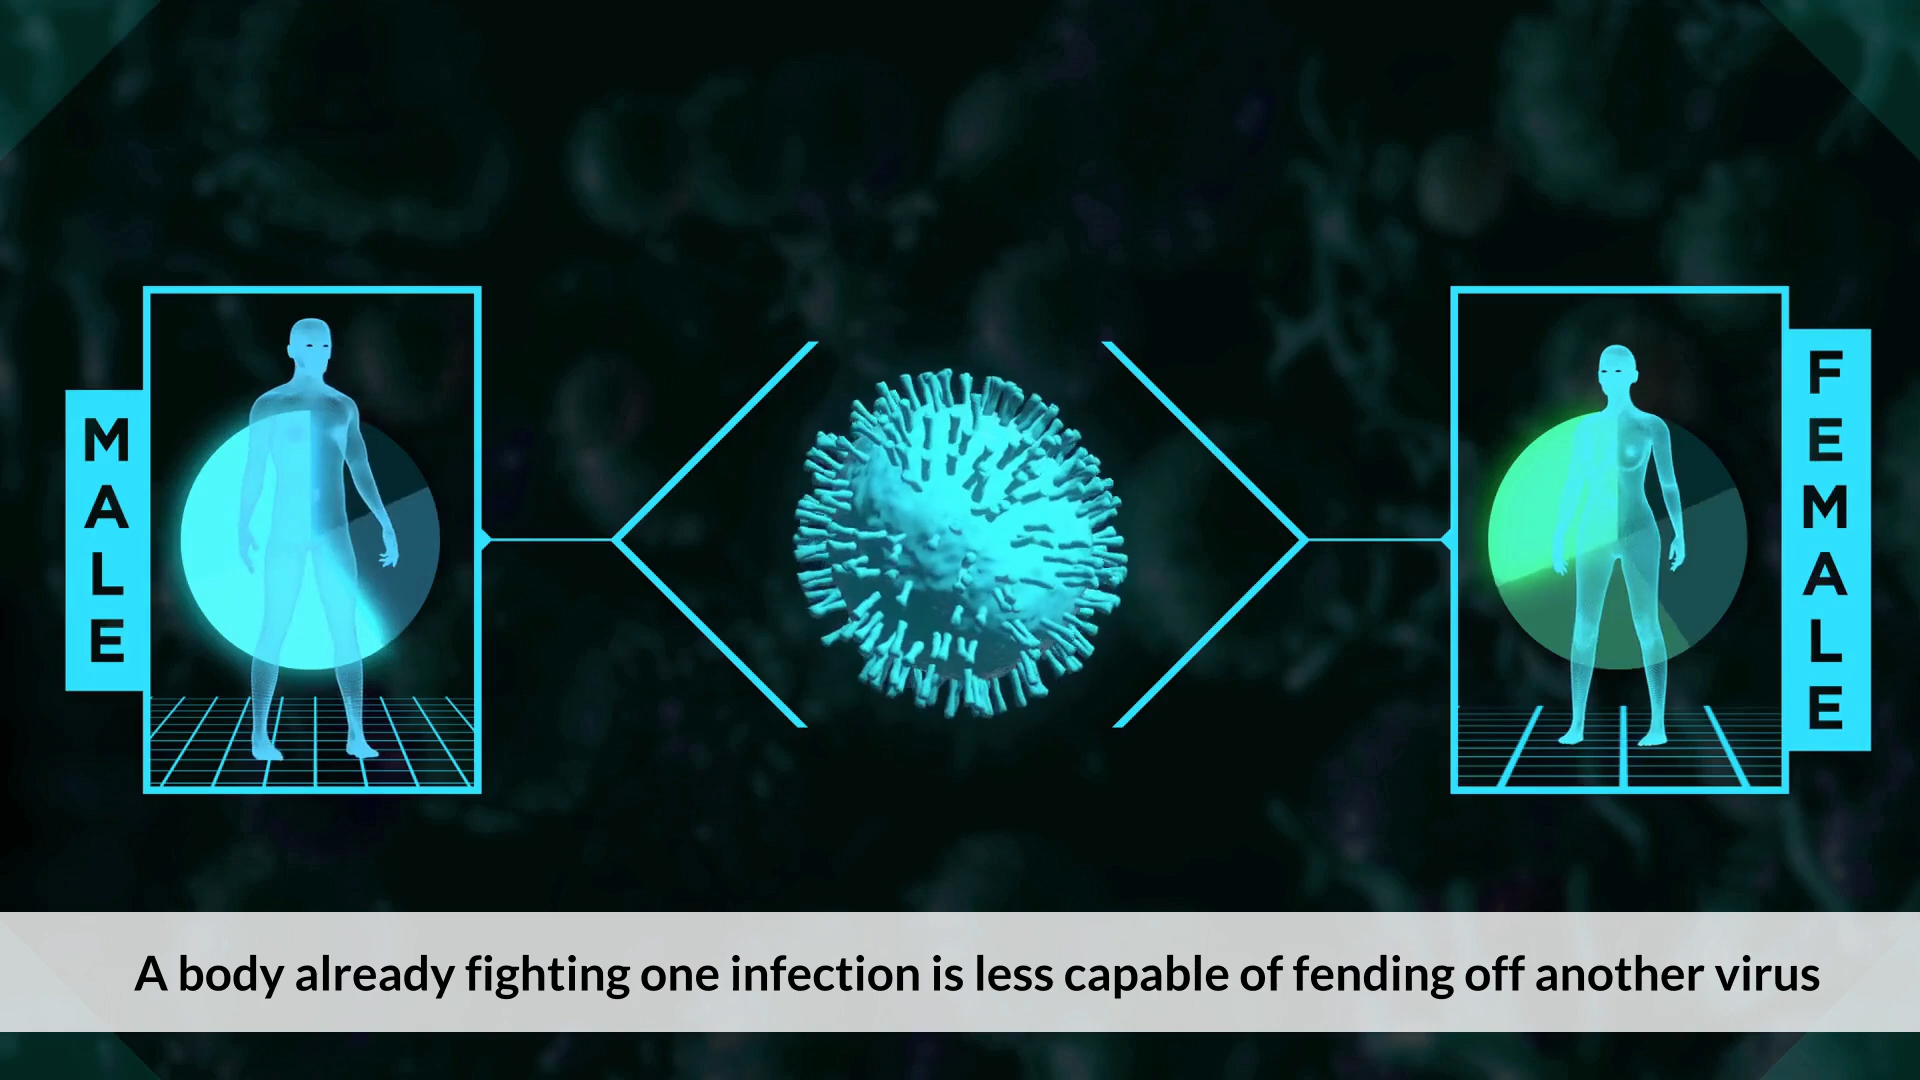 MALE
FEMALE
A body already fighting one infection is less capable of fending off another virus